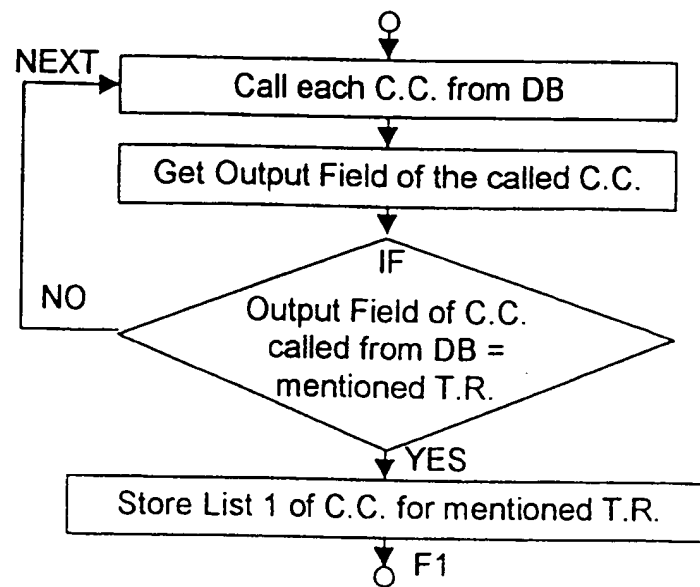 NEXT
Call each C.C. from DB
Get Output Field of the called C.C.
IF
NO
Output Field of C.C.
called from DB =
mentioned T.R.
YES
Store List 1 of C.C. for mentioned T.R.
F1